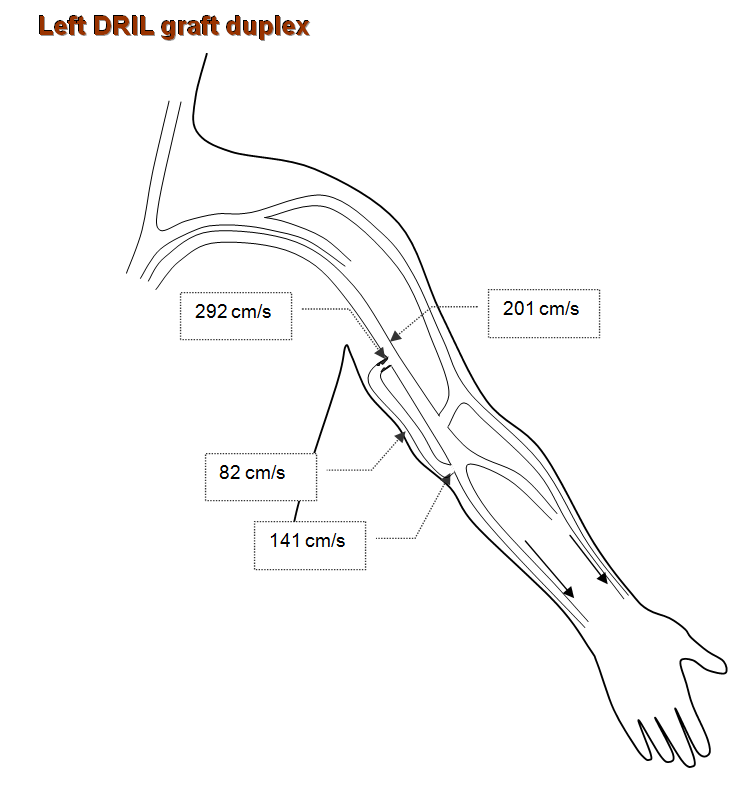 Left DRIL graft duplex
292 cm/s
201 cm/s
82 cm/s
141 cm/s